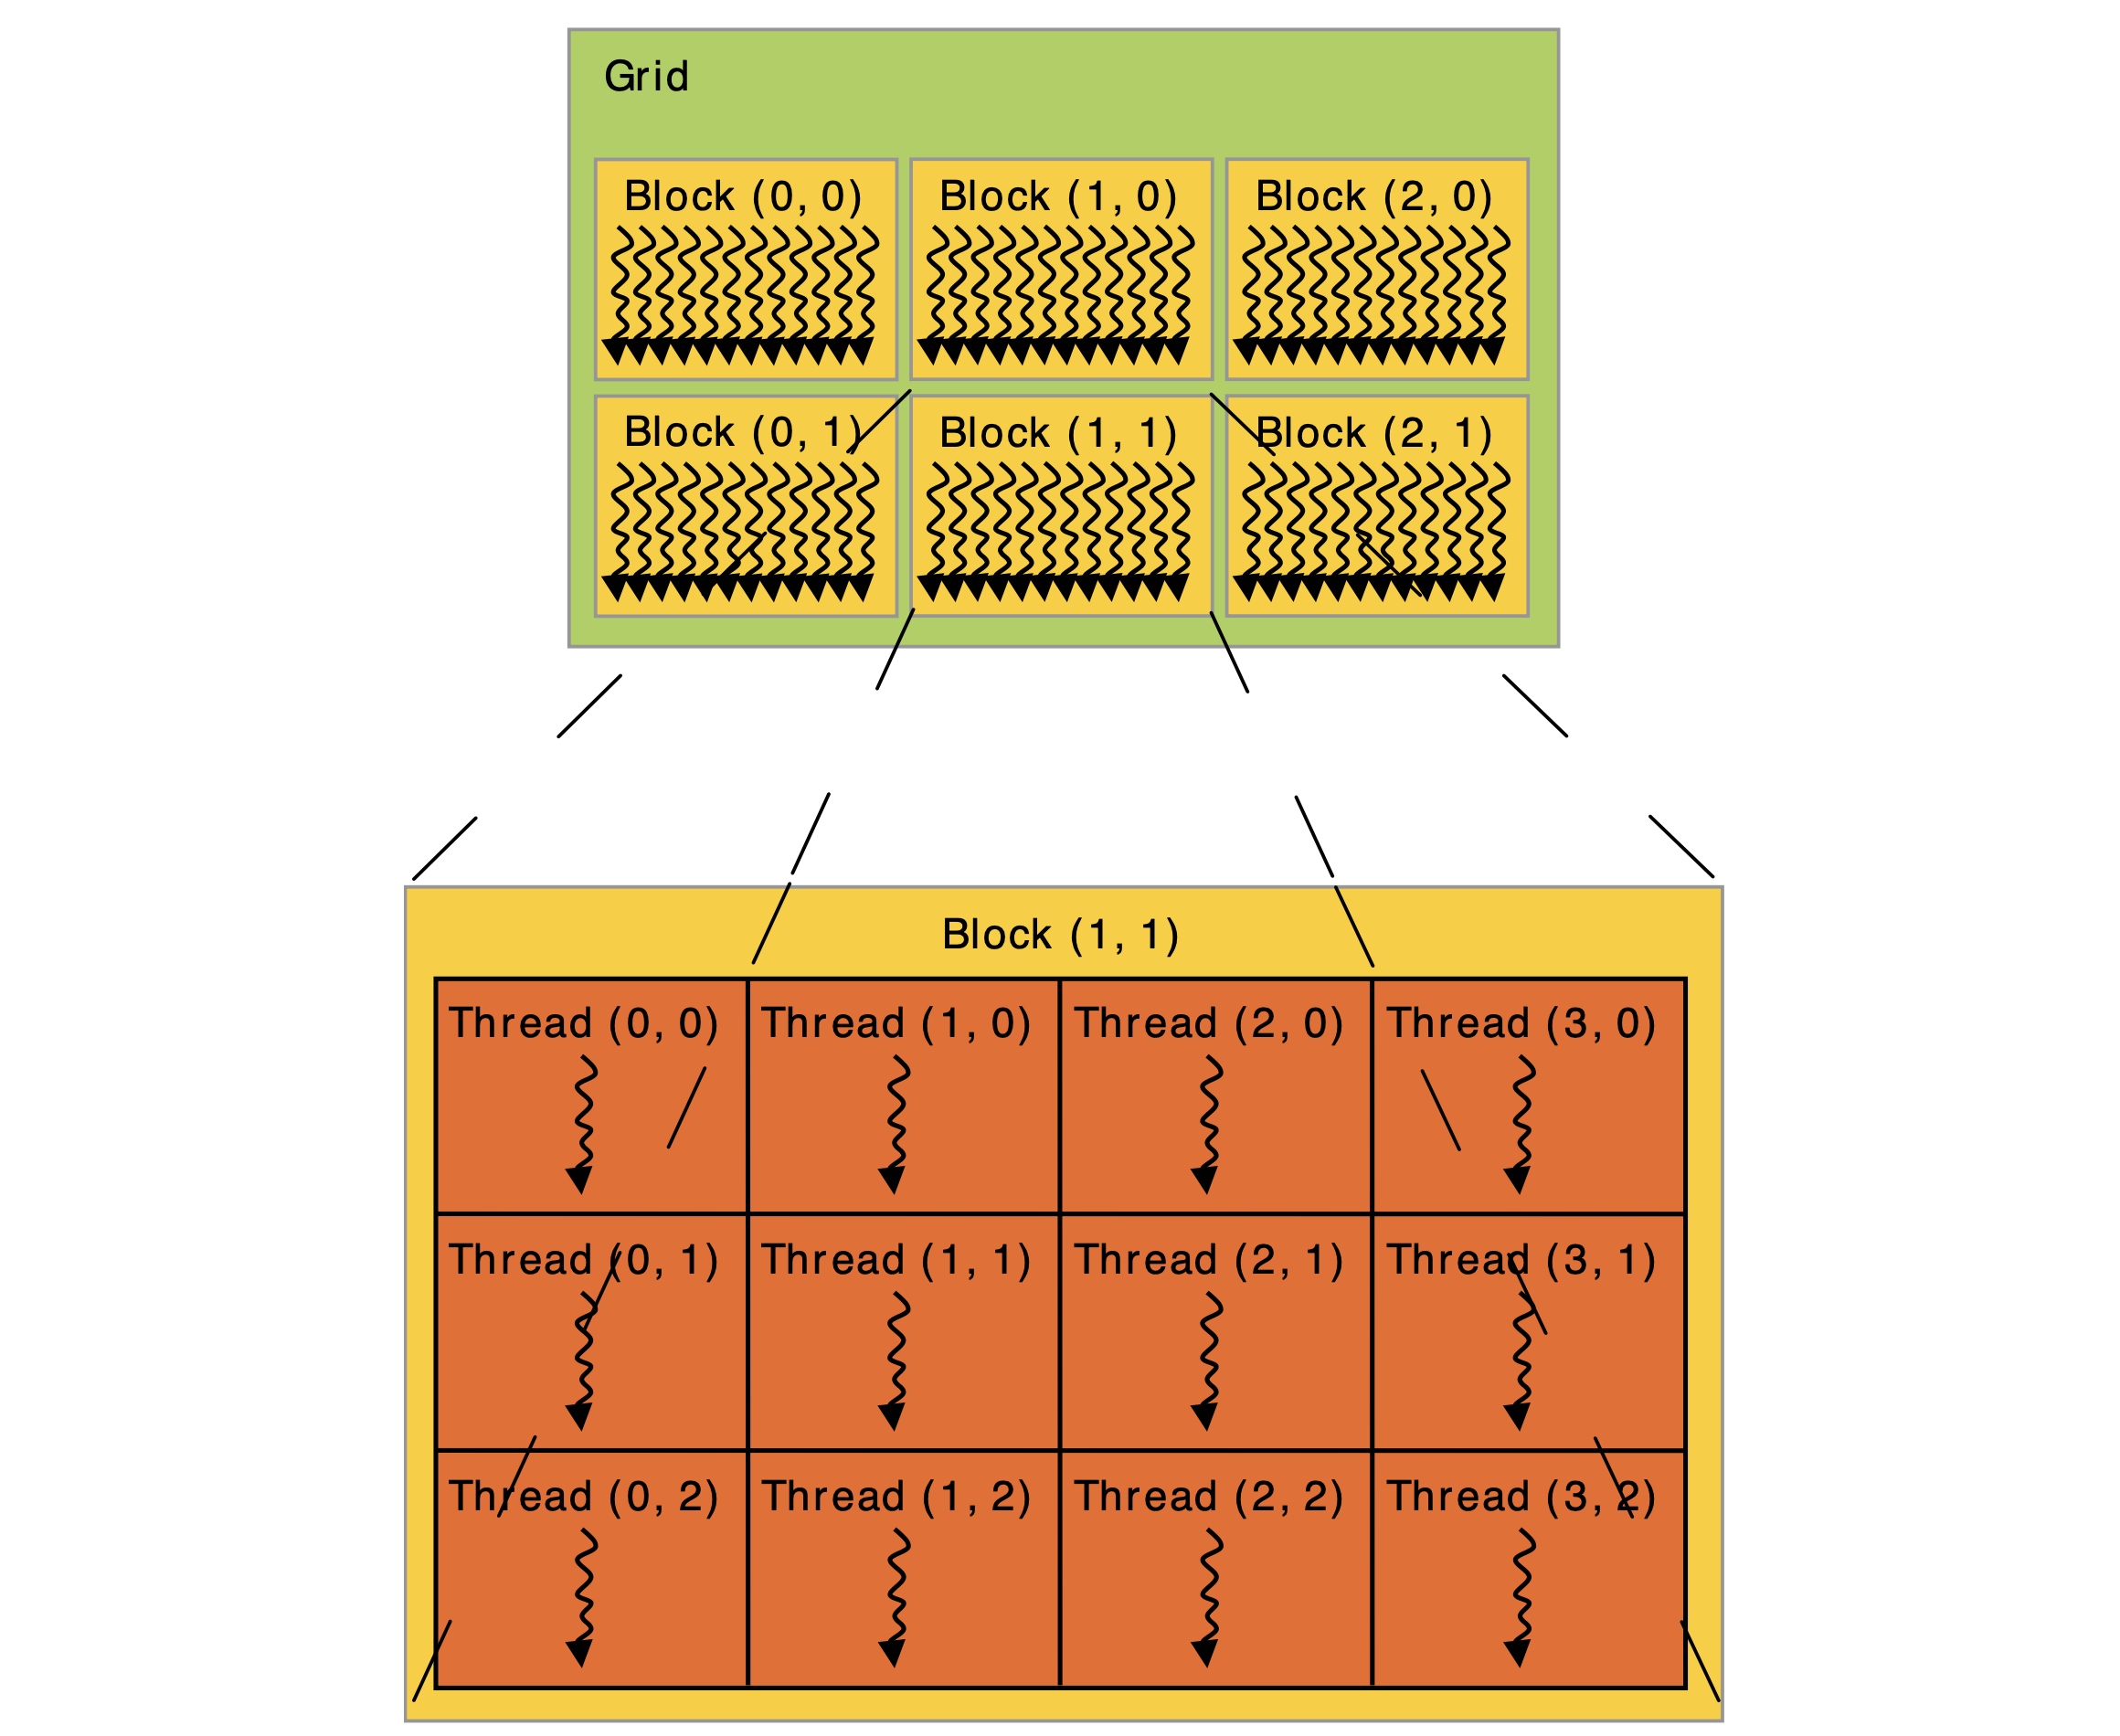 Grid
Block (0, 0) Block (1, 0) Block (2, 0)
Block (0, 1) Block (1, 1) Block (2, 1)
Block (1, 1)
Thread (0, 0) Thread (1, 0) Thread (2, 0) Thread (3, 0)
Thread (0, 1) Thread (1, 1) Thread (2, 1) Thread (3, 1)
Thread (0, 2) Thread (1, 2) Thread (2, 2) Thread (3, 2)